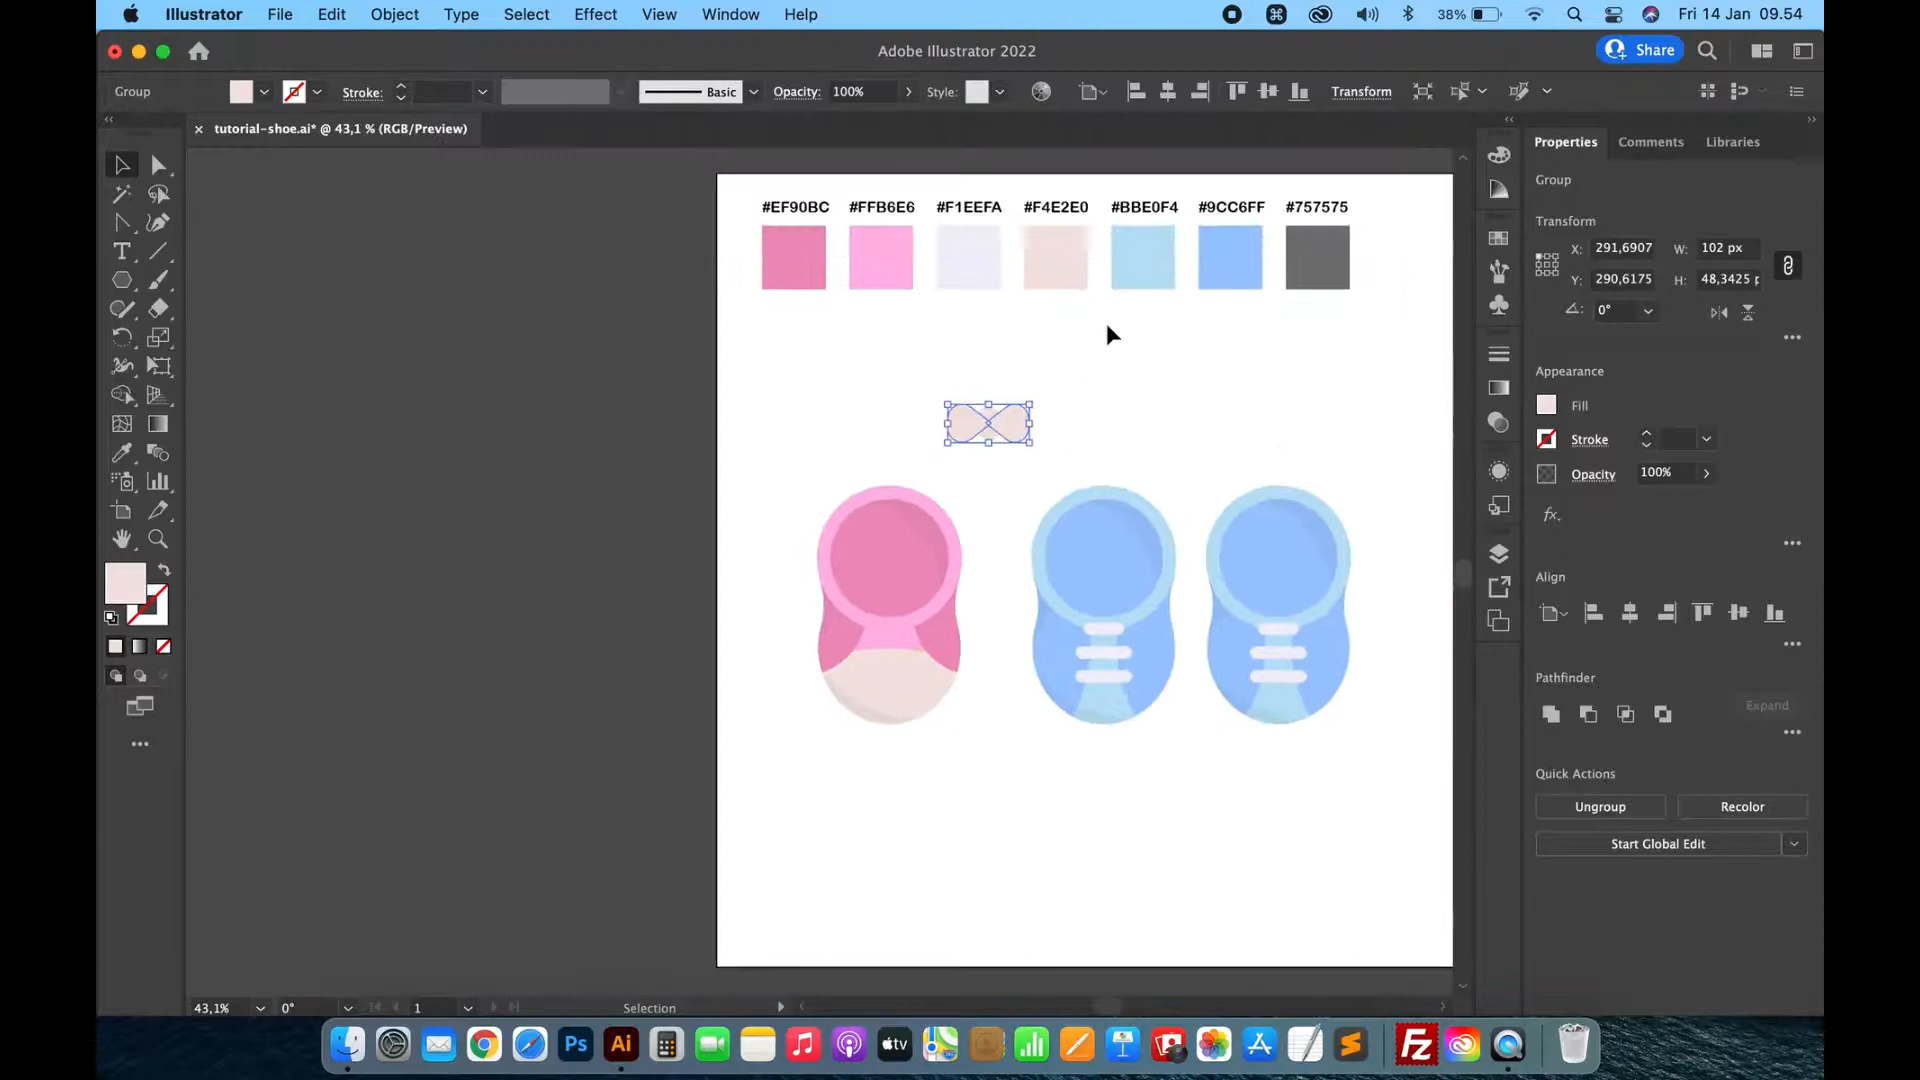 Illustrator File Edit Object Type Select Effect View Window Help 38% Fri 14 Jan 09.54
Adobe Illustrator 2022 Share
Group Stroke: Basic Opacity: 100% Style: Transform
× tutorial-shoe.ai* @ 43,1 % (RGB/Preview)
Properties Comments Libraries
Group
#EF90BC #FFB6E6 #F1EEFA #F4E2E0 #BBE0F4 #9CC6FF #757575
Transform
X: 291,6907 W: 102 px
Y: 290,6175 H: 48,3425 p
0°
Appearance
Fill
Stroke
Opacity 100%
fx
Align
Pathfinder
Expand
Quick Actions
Ungroup Recolor
Start Global Edit
43,1% 0° 1 Selection
Ps Ai tv Fz